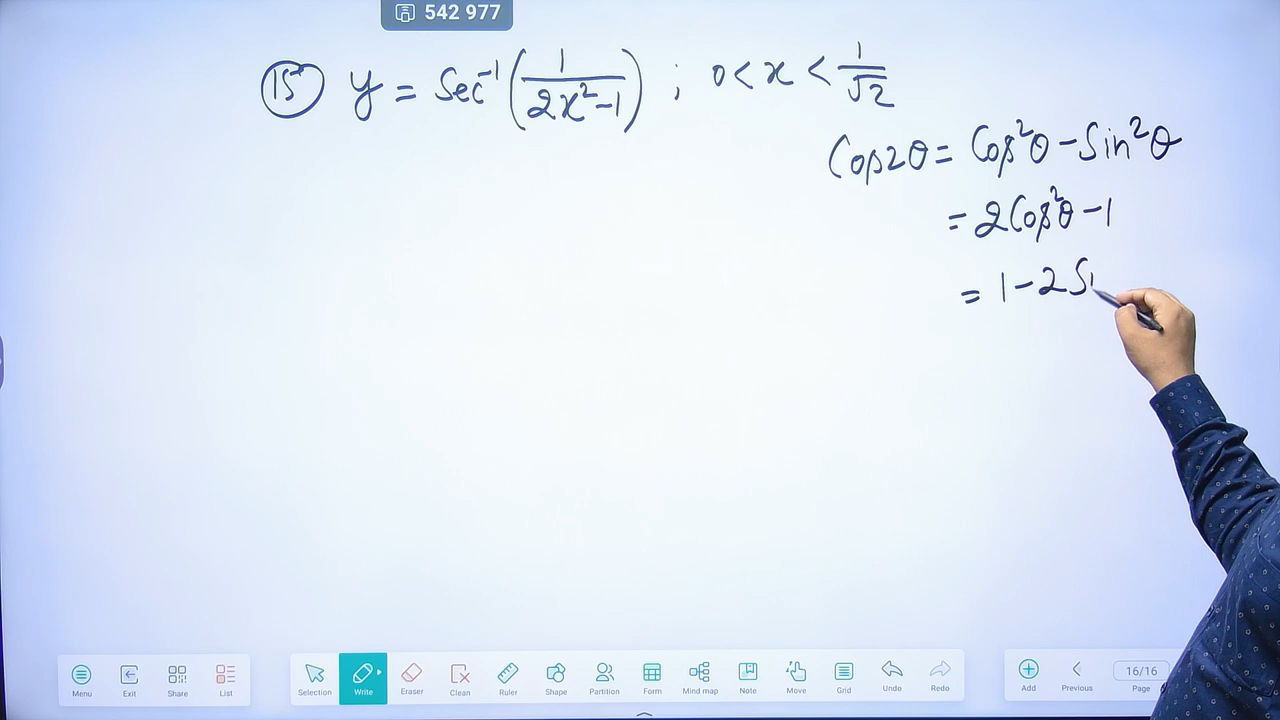 542 977
15 y = Sec⁻¹(1/(2x²-1)) ; 0 < x < 1/√2
Cos2θ = Cos²θ - Sin²θ
= 2Cos²θ - 1
= 1 - 2 Si
Menu Exit Share List Selection Write Eraser Clean Ruler Shape Partition Form Mind map Note Move Grid Undo Redo Add Previous 16/16 Page